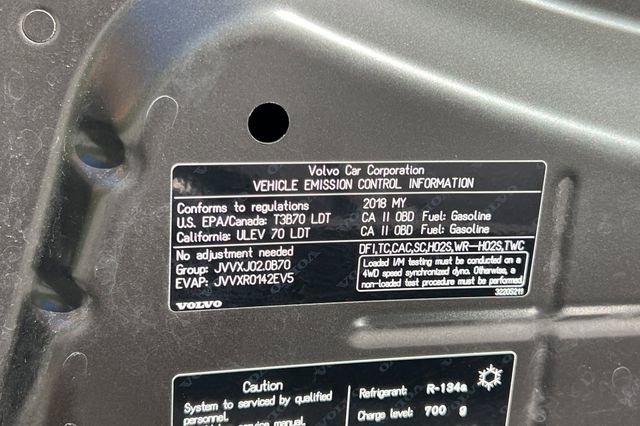 Volvo Car Corporation
VEHICLE EMISSION CONTROL INFORMATION
Conforms to regulations 2018 MY
U.S. EPA/Canada: T3B70 LDT CA II OBD Fuel: Gasoline
California: ULEV 70 LDT CA II OBD Fuel: Gasoline
No adjustment needed
Group: JVVXJ02.0B70
EVAP: JVVXR0142EV5
VOLVO
DFI,TC,CAC,SC,HO2S,WR-HO2S,TWC
Loaded I/M testing must be conducted on a
4WD speed synchronized dyno. Otherwise, a
non-loaded test procedure must be performed
32205211
Caution
System to serviced by qualified
personnel.
service manual.
Refrigerant: R-134a
Charge level: 700 g